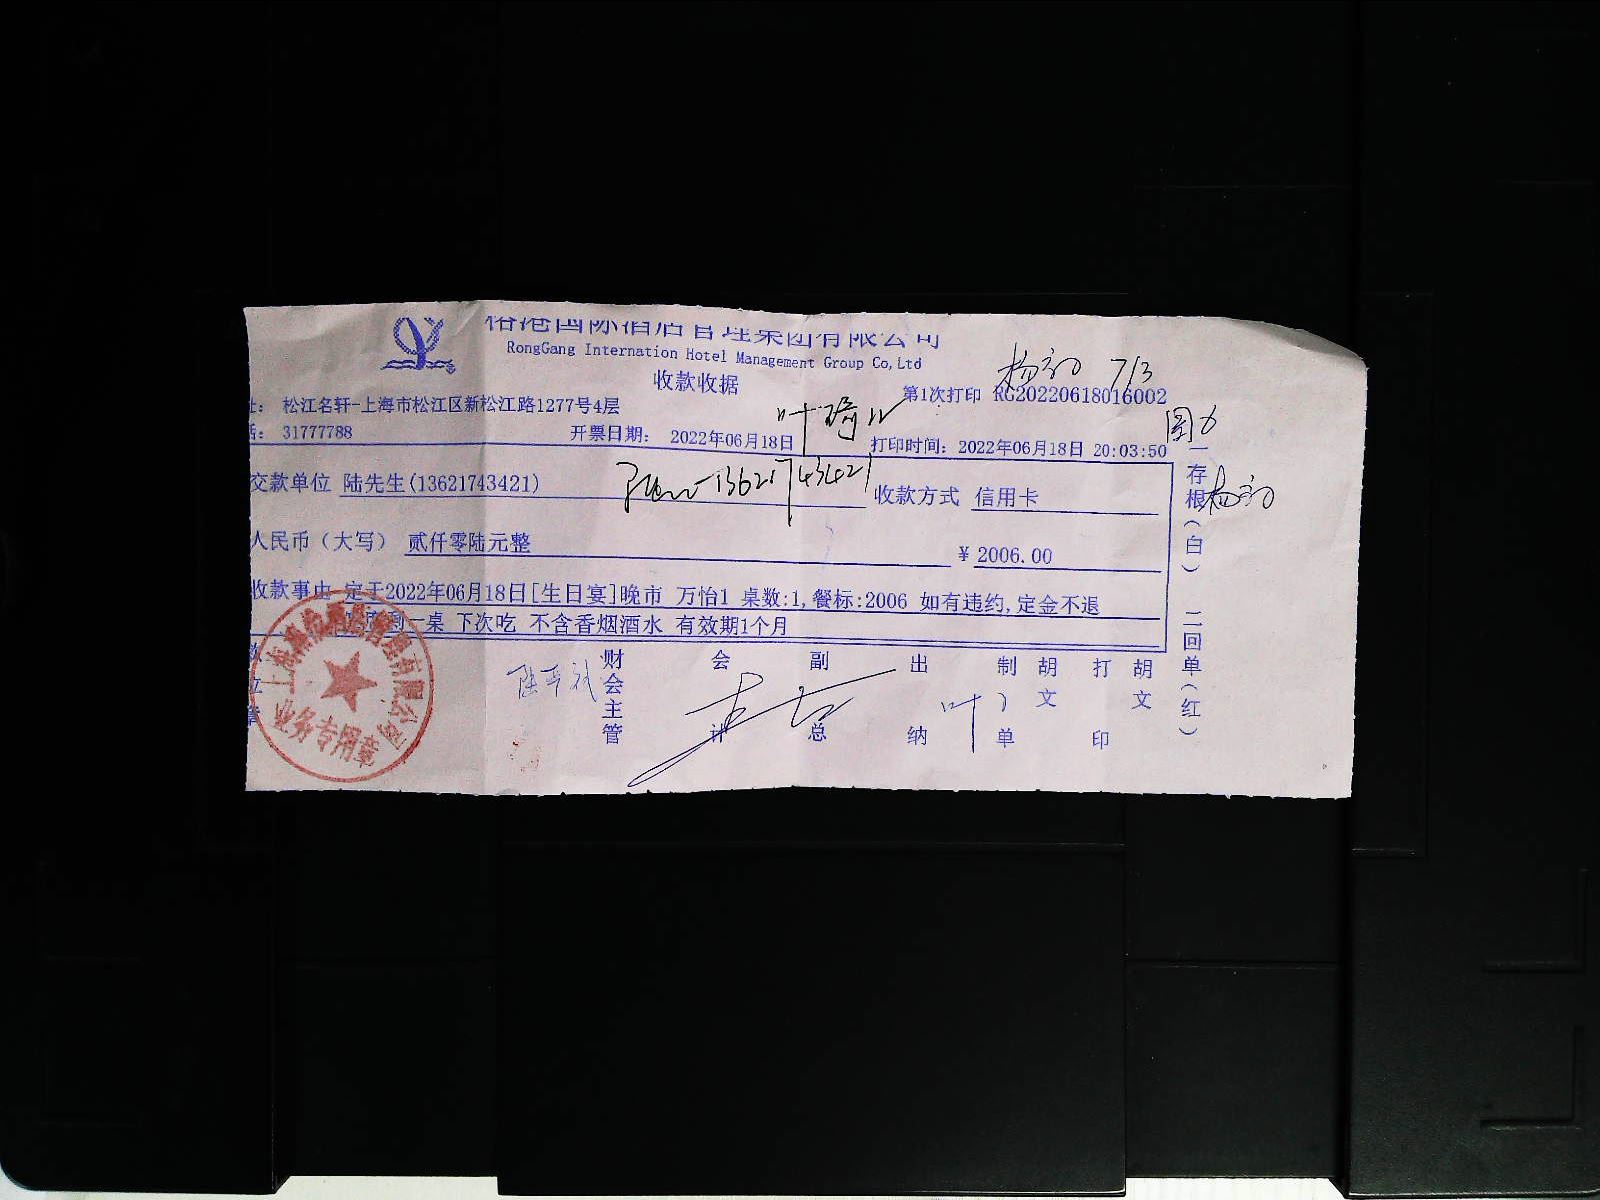 国际酒店管理集团有限公司
RongGang Internation Hotel Management Group Co,Ltd
收款收据
第1次打印 RG20220618016002
址： 松江名轩-上海市松江区新松江路1277号4层
话： 31777788 开票日期： 2022年06月18日 打印时间：2022年06月18日 20:03:50
7/3
交款单位 陆先生(13621743421) 13621743421 收款方式 信用卡
人民币（大写） 贰仟零陆元整 ￥2006.00
收款事由 定于2022年06月18日[生日宴]晚市 万怡1 桌数:1,餐标:2006 如有违约,定金不退
一桌 下次吃 不含香烟酒水 有效期1个月
财会主管 会计 副总 出纳 叶 制单 胡文 打印 胡文
一存根（白） 二回单（红）
业务专用章